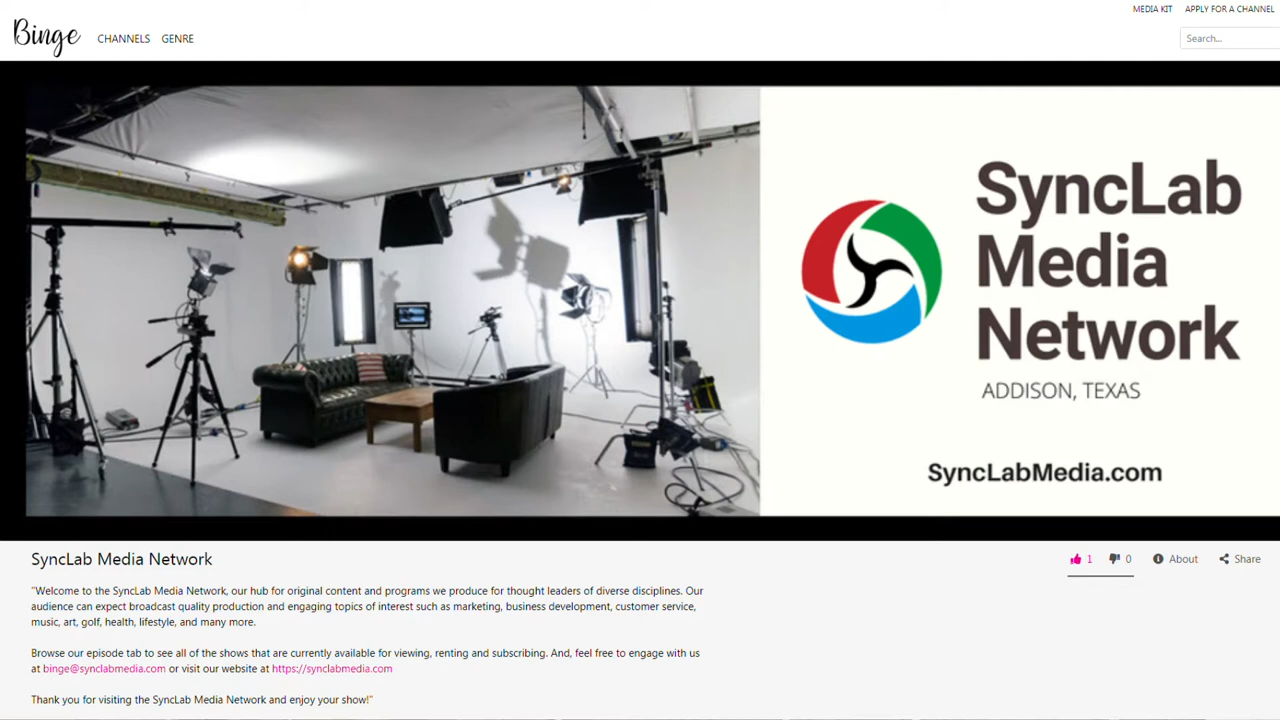 MEDIA KIT APPLY FOR A CHANNEL
Binge CHANNELS GENRE Search...
SyncLab
Media
Network
ADDISON, TEXAS
SyncLabMedia.com
SyncLab Media Network 1 0 About Share
"Welcome to the SyncLab Media Network, our hub for original content and programs we produce for thought leaders of diverse disciplines. Our
audience can expect broadcast quality production and engaging topics of interest such as marketing, business development, customer service,
music, art, golf, health, lifestyle, and many more.
Browse our episode tab to see all of the shows that are currently available for viewing, renting and subscribing. And, feel free to engage with us
at binge@synclabmedia.com or visit our website at https://synclabmedia.com
Thank you for visiting the SyncLab Media Network and enjoy your show!"